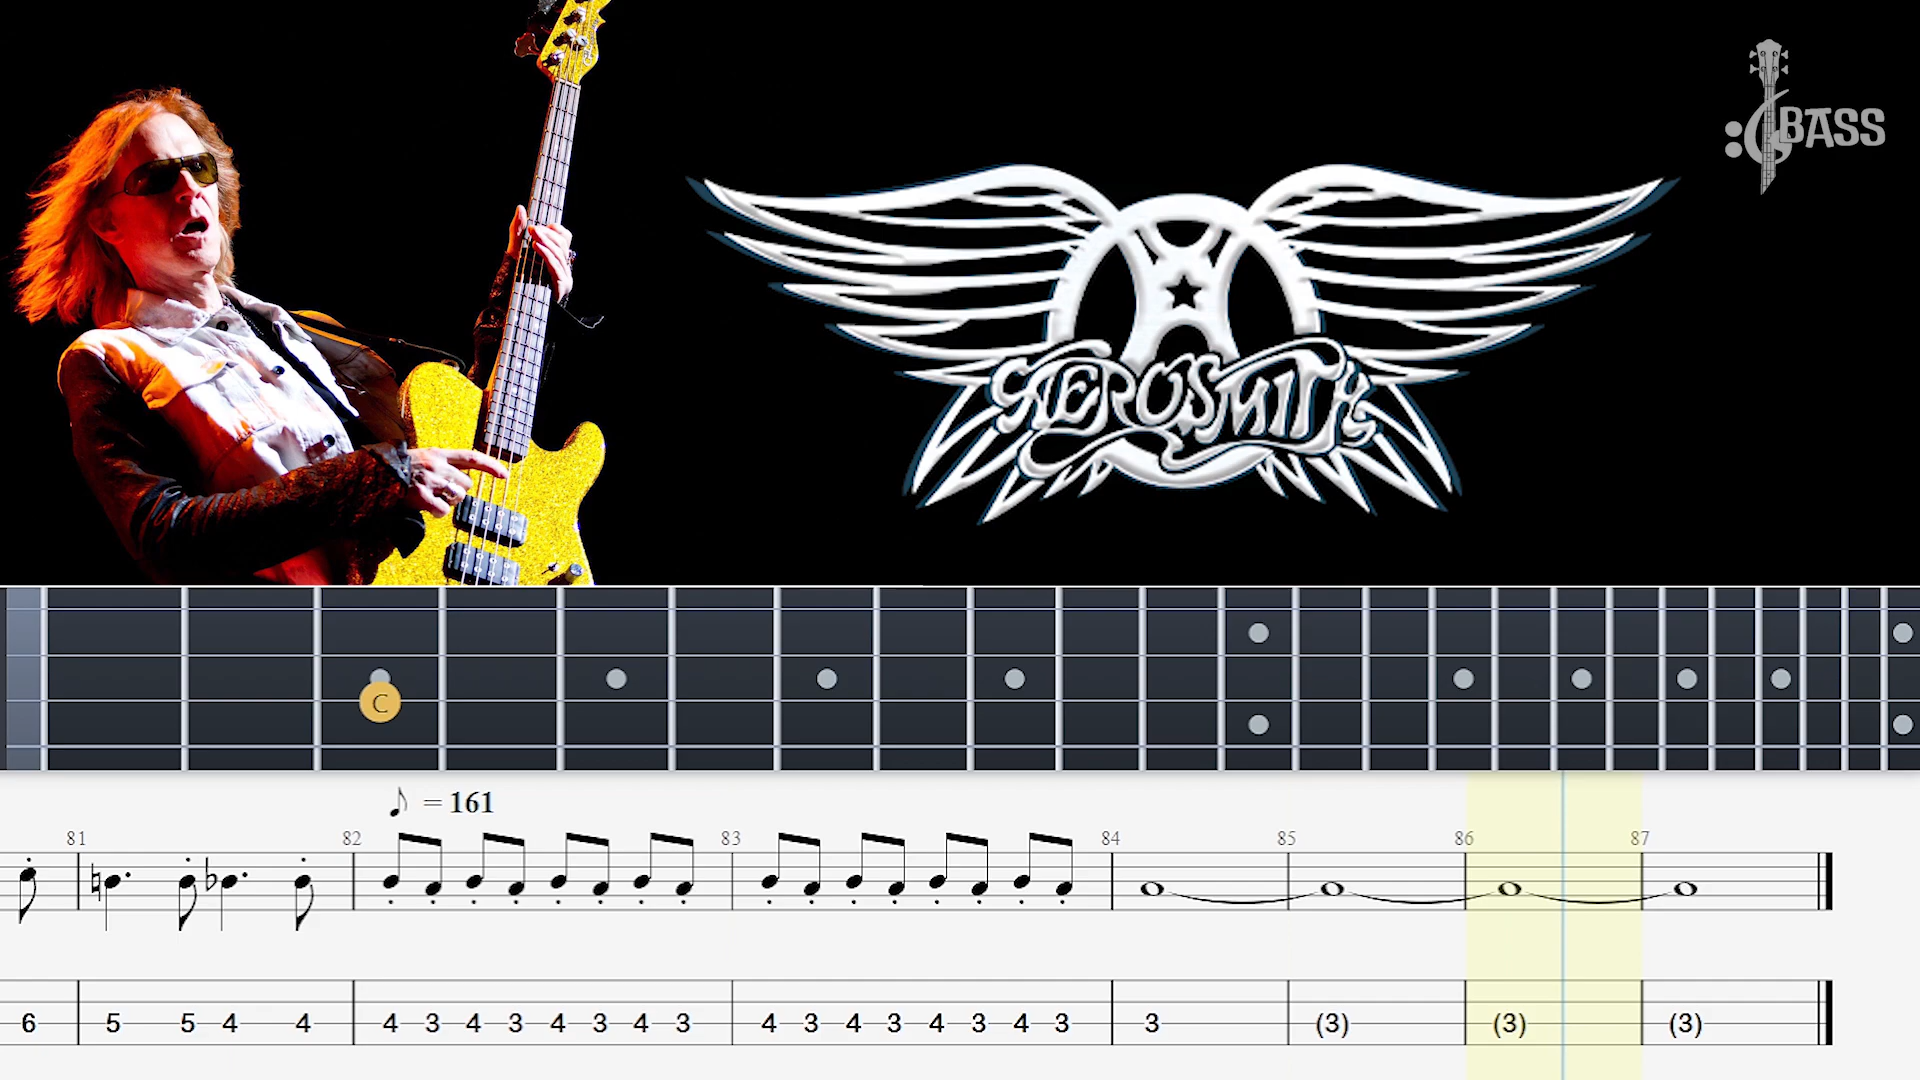 BASS
AEROSMITH
C
♪ = 161
81 82 83 84 85 86 87
6 5 5 4 4 4 3 4 3 4 3 4 3 4 3 4 3 4 3 4 3 3 (3) (3) (3)